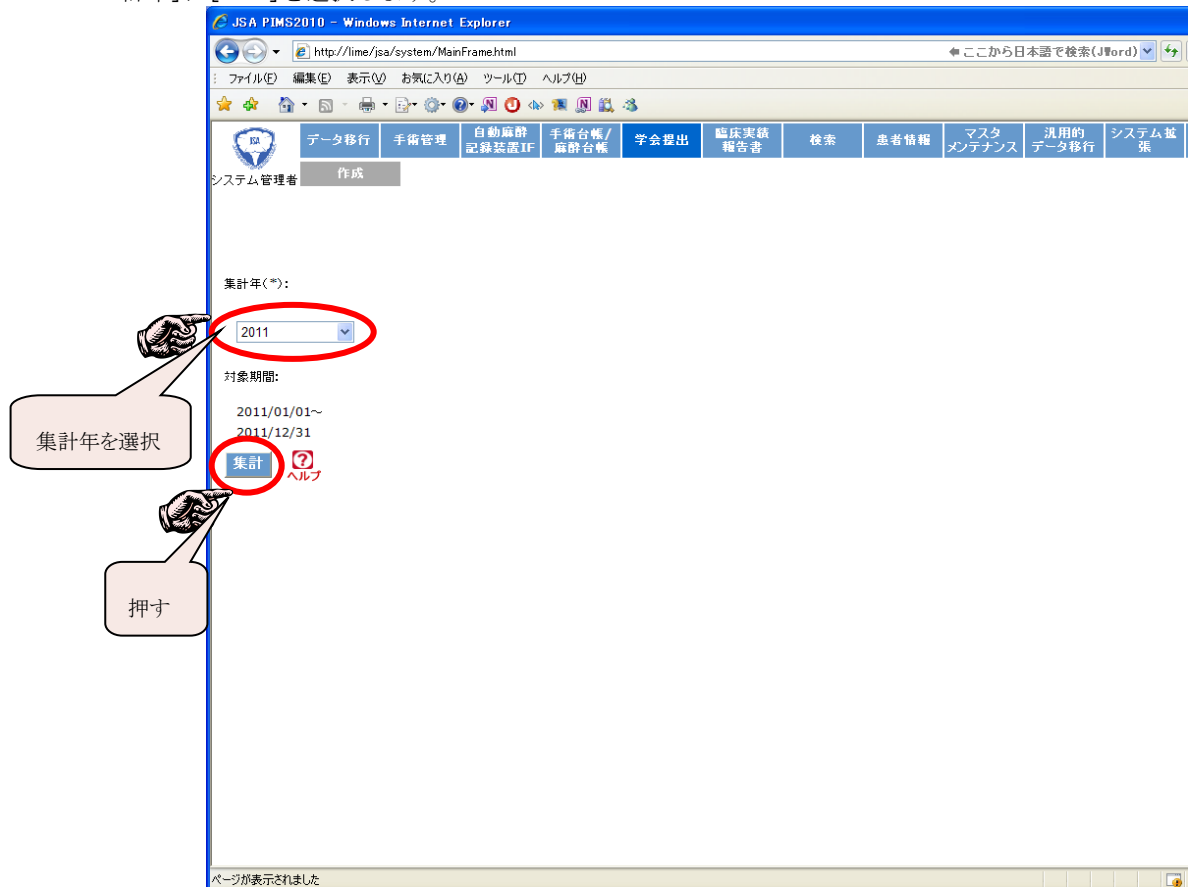 JSA PIMS2010 - Windows Internet Explorer
http://lime/jsa/system/MainFrame.html
ここから日本語で検索(JWord)
ファイル(F) 編集(E) 表示(V) お気に入り(A) ツール(T) ヘルプ(H)
データ移行
手術管理
自動麻酔
記録装置IF
手術台帳/
麻酔台帳
学会提出
臨床実績
報告書
検索
患者情報
マスタ
メンテナンス
汎用的
データ移行
システム拡
張
JSA
システム管理者
作成
集計年(*):
2011
対象期間:
2011/01/01～
2011/12/31
集計年を選択
集計
ヘルプ
押す
ページが表示されました